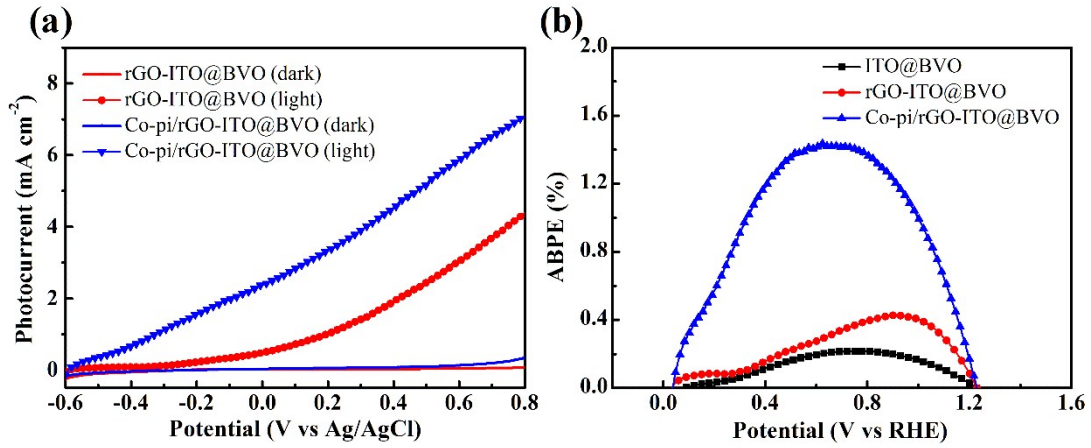 (a)
Photocurrent (mA cm-2)
8
6
4
2
0
rGO-ITO@BVO (dark)
rGO-ITO@BVO (light)
Co-pi/rGO-ITO@BVO (dark)
Co-pi/rGO-ITO@BVO (light)
-0.6 -0.4 -0.2 0.0 0.2 0.4 0.6 0.8
Potential (V vs Ag/AgCl)
(b)
ABPE (%)
2.0
1.6
1.2
0.8
0.4
0.0
ITO@BVO
rGO-ITO@BVO
Co-pi/rGO-ITO@BVO
0.0 0.4 0.8 1.2 1.6
Potential (V vs RHE)